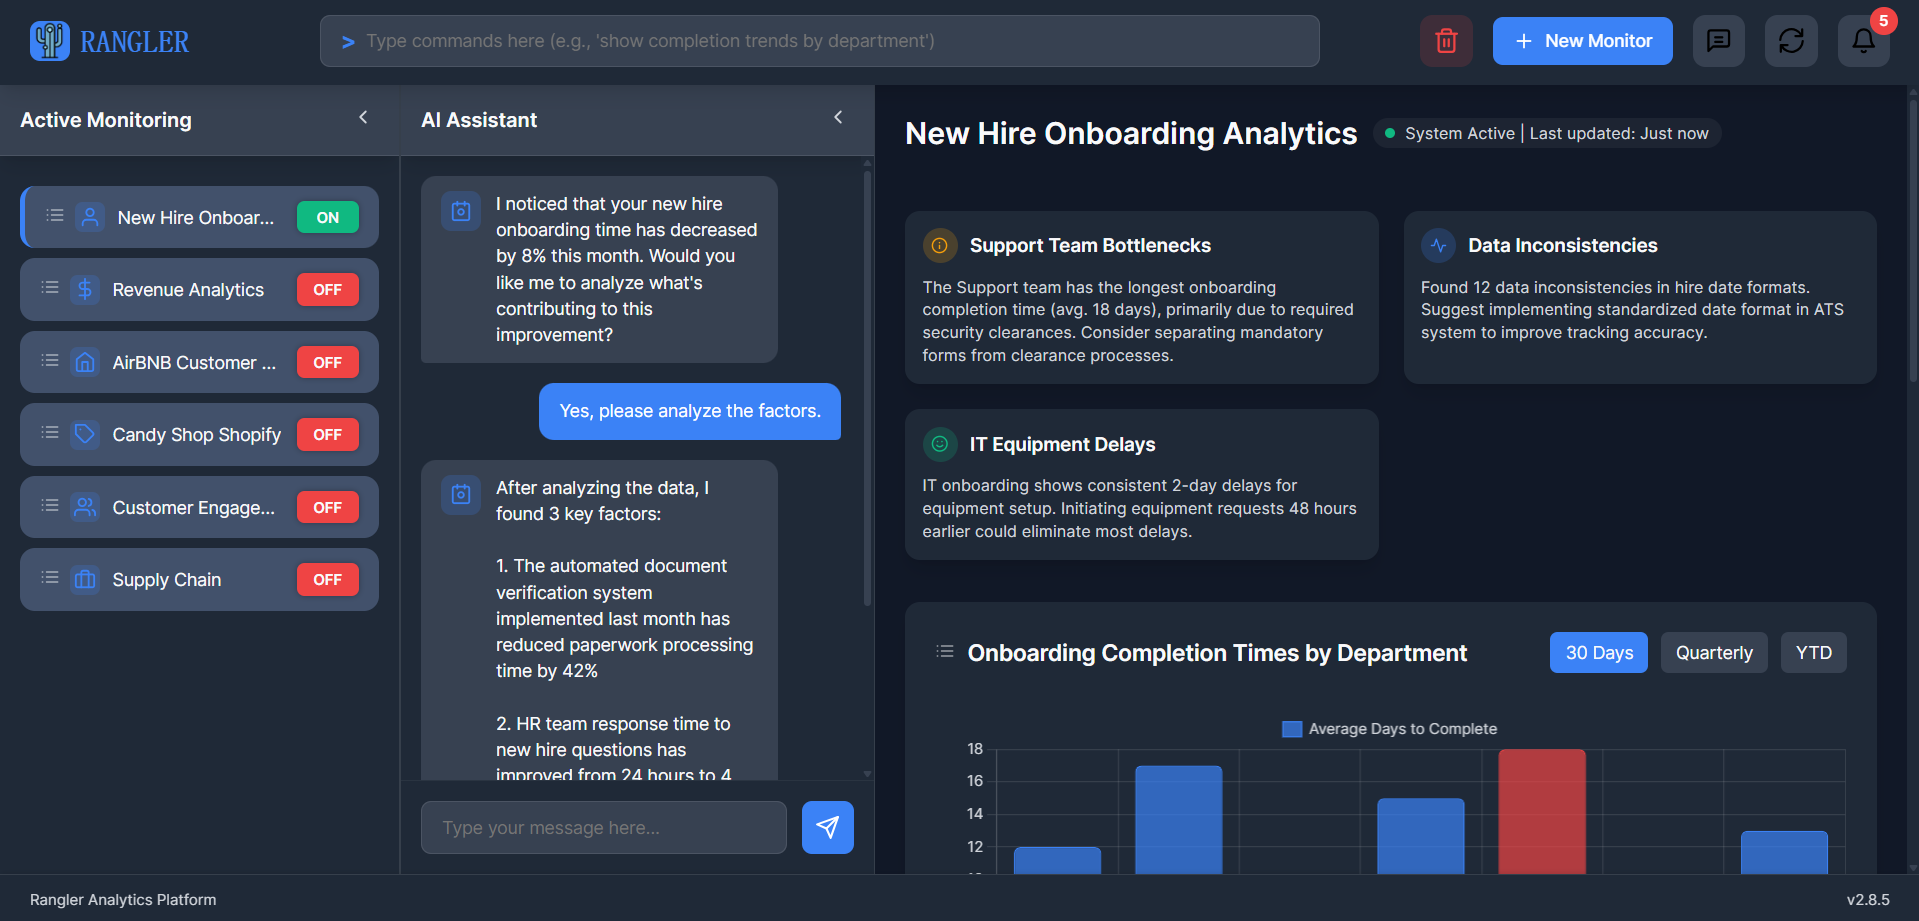 RANGLER
> Type commands here (e.g., 'show completion trends by department')
+ New Monitor
5
Active Monitoring
New Hire Onboar... ON
Revenue Analytics OFF
AirBNB Customer ... OFF
Candy Shop Shopify OFF
Customer Engage... OFF
Supply Chain OFF
AI Assistant
I noticed that your new hire
onboarding time has decreased
by 8% this month. Would you
like me to analyze what's
contributing to this
improvement?
Yes, please analyze the factors.
After analyzing the data, I
found 3 key factors:
1. The automated document
verification system
implemented last month has
reduced paperwork processing
time by 42%
2. HR team response time to
new hire questions has
improved from 24 hours to 4
Type your message here...
New Hire Onboarding Analytics
System Active | Last updated: Just now
Support Team Bottlenecks
The Support team has the longest onboarding
completion time (avg. 18 days), primarily due to required
security clearances. Consider separating mandatory
forms from clearance processes.
Data Inconsistencies
Found 12 data inconsistencies in hire date formats.
Suggest implementing standardized date format in ATS
system to improve tracking accuracy.
IT Equipment Delays
IT onboarding shows consistent 2-day delays for
equipment setup. Initiating equipment requests 48 hours
earlier could eliminate most delays.
Onboarding Completion Times by Department
30 Days Quarterly YTD
Average Days to Complete
18
16
14
12
Rangler Analytics Platform
v2.8.5